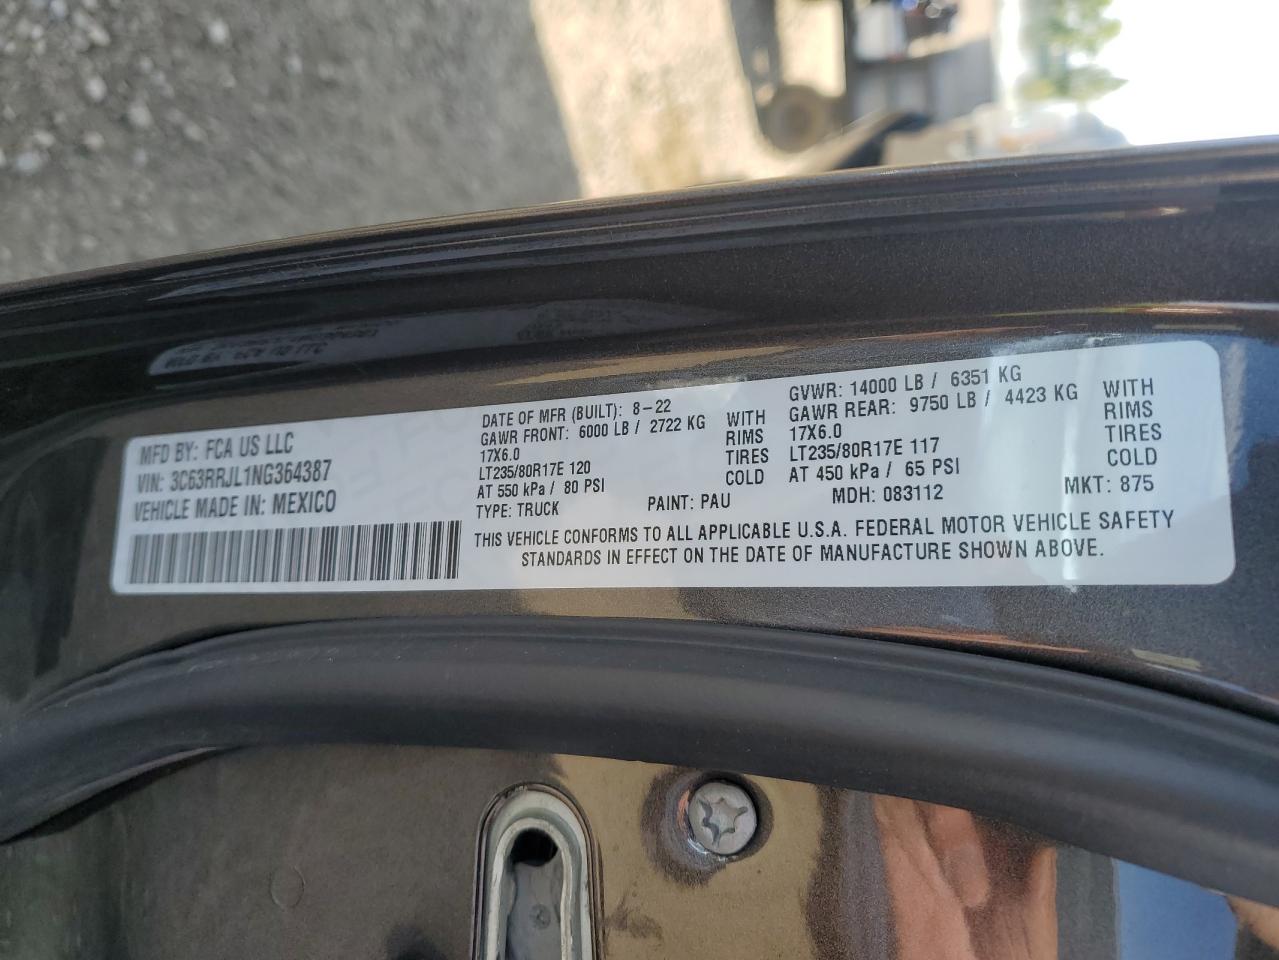 MFD BY: FCA US LLC
VIN: 3C63RRJL1NG364387
VEHICLE MADE IN: MEXICO
DATE OF MFR (BUILT): 8-22
GAWR FRONT: 6000 LB / 2722 KG WITH
17X6.0 RIMS
LT235/80R17E 120 TIRES
AT 550 kPa / 80 PSI COLD
TYPE: TRUCK PAINT: PAU
GVWR: 14000 LB / 6351 KG
GAWR REAR: 9750 LB / 4423 KG WITH
17X6.0 RIMS
LT235/80R17E 117 TIRES
AT 450 kPa / 65 PSI COLD
MDH: 083112 MKT: 875
THIS VEHICLE CONFORMS TO ALL APPLICABLE U.S.A. FEDERAL MOTOR VEHICLE SAFETY
STANDARDS IN EFFECT ON THE DATE OF MANUFACTURE SHOWN ABOVE.